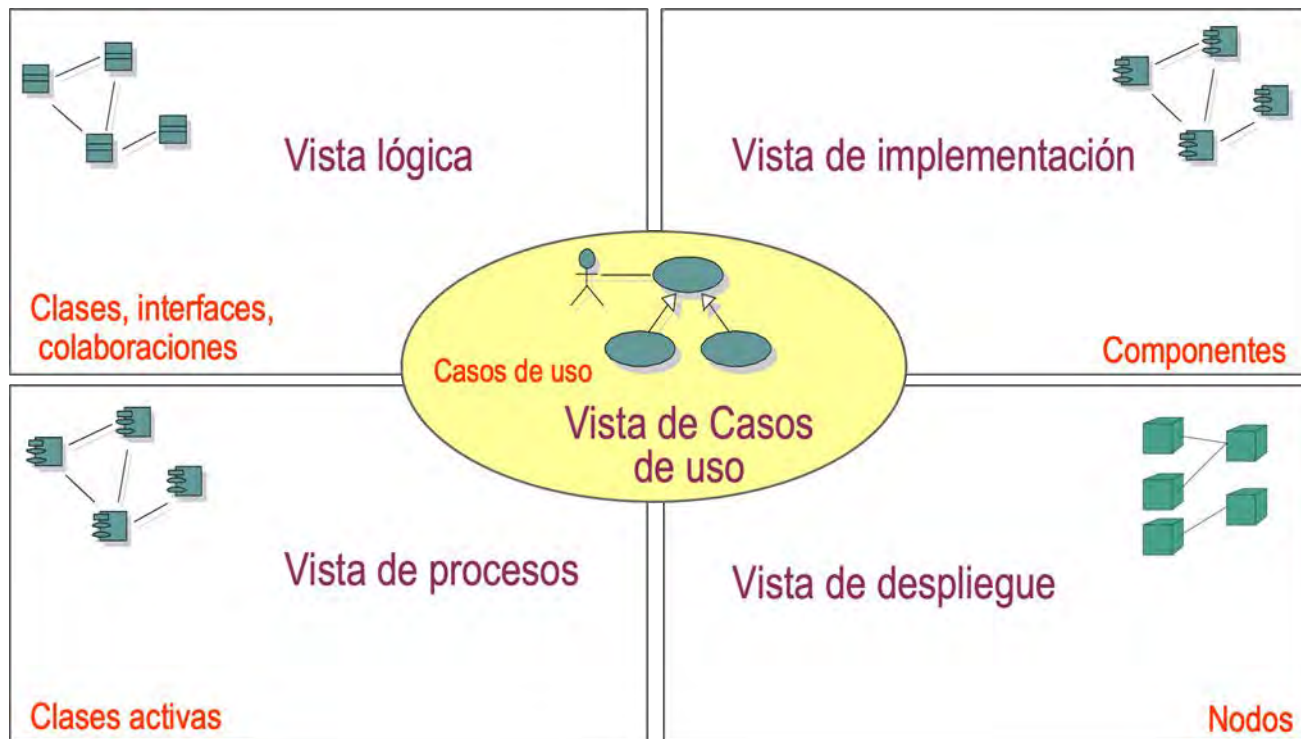 Vista lógica
Clases, interfaces,
colaboraciones
Vista de implementación
Componentes
Casos de uso
Vista de Casos
de uso
Vista de procesos
Clases activas
Vista de despliegue
Nodos